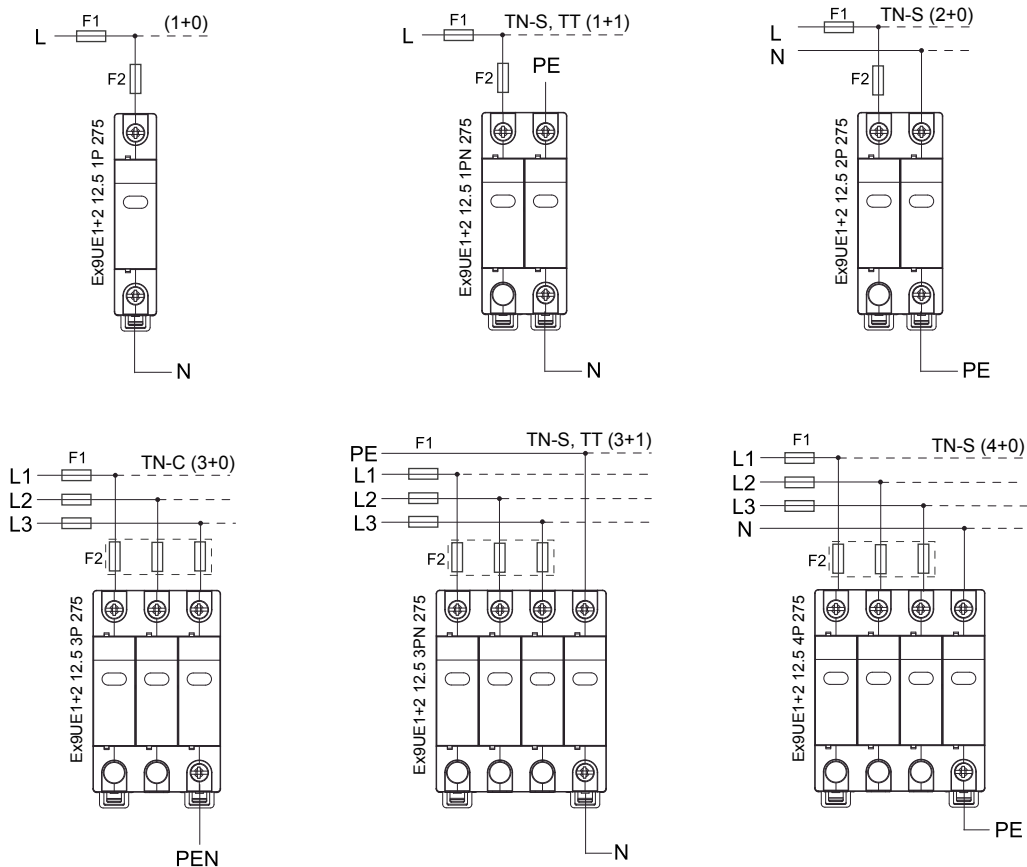 F1
L
(1+0)
F2
Ex9UE1+2 12.5 1P 275
N
F1
L
TN-S, TT (1+1)
F2
PE
Ex9UE1+2 12.5 1PN 275
N
F1
TN-S (2+0)
L
N
F2
Ex9UE1+2 12.5 2P 275
PE
F1
TN-C (3+0)
L1
L2
L3
F2
Ex9UE1+2 12.5 3P 275
PEN
F1
TN-S, TT (3+1)
PE
L1
L2
L3
F2
Ex9UE1+2 12.5 3PN 275
N
F1
TN-S (4+0)
L1
L2
L3
N
F2
Ex9UE1+2 12.5 4P 275
PE